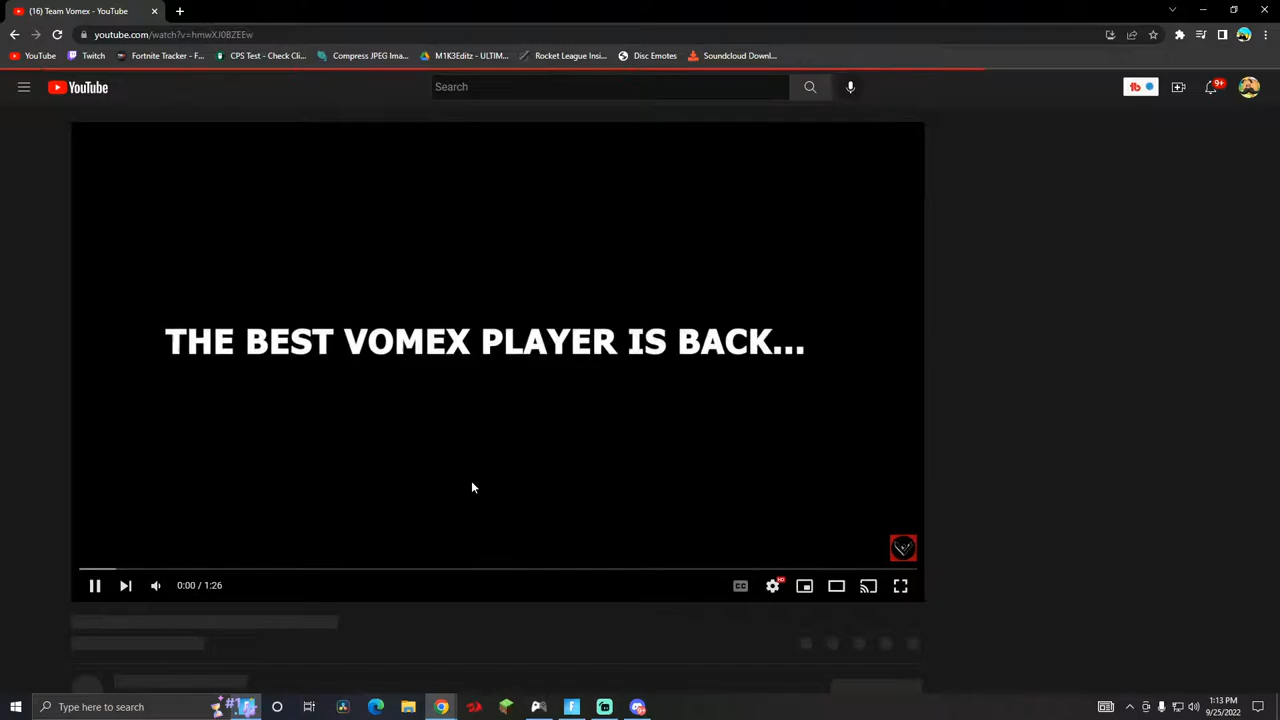 (16) Team Vomex - YouTube
youtube.com/watch?v=hmwXJ0BZEEw
YouTube Twitch Fortnite Tracker - F... CPS Test - Check Cli... Compress JPEG Ima... M1K3Editz - ULTIM... Rocket League Insi... Disc Emotes Soundcloud Downl...
YouTube Search 9+
THE BEST VOMEX PLAYER IS BACK...
0:00 / 1:26 CC HD
Type here to search
1:13 PM
9/25/2022